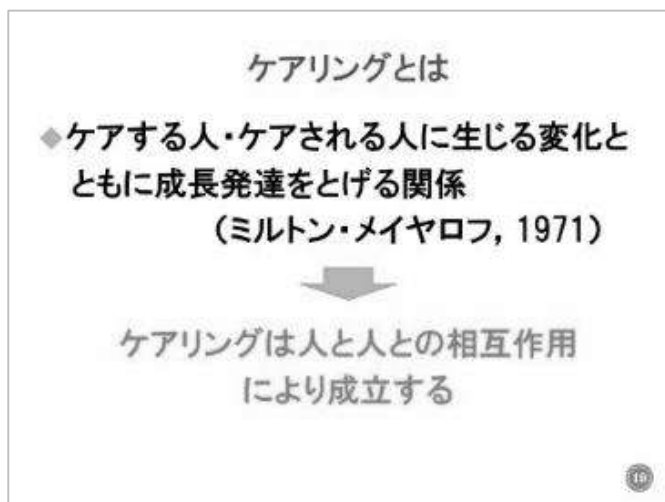 ケアリングとは
◆ケアする人・ケアされる人に生じる変化と
ともに成長発達をとげる関係
(ミルトン・メイヤロフ, 1971)
ケアリングは人と人との相互作用
により成立する